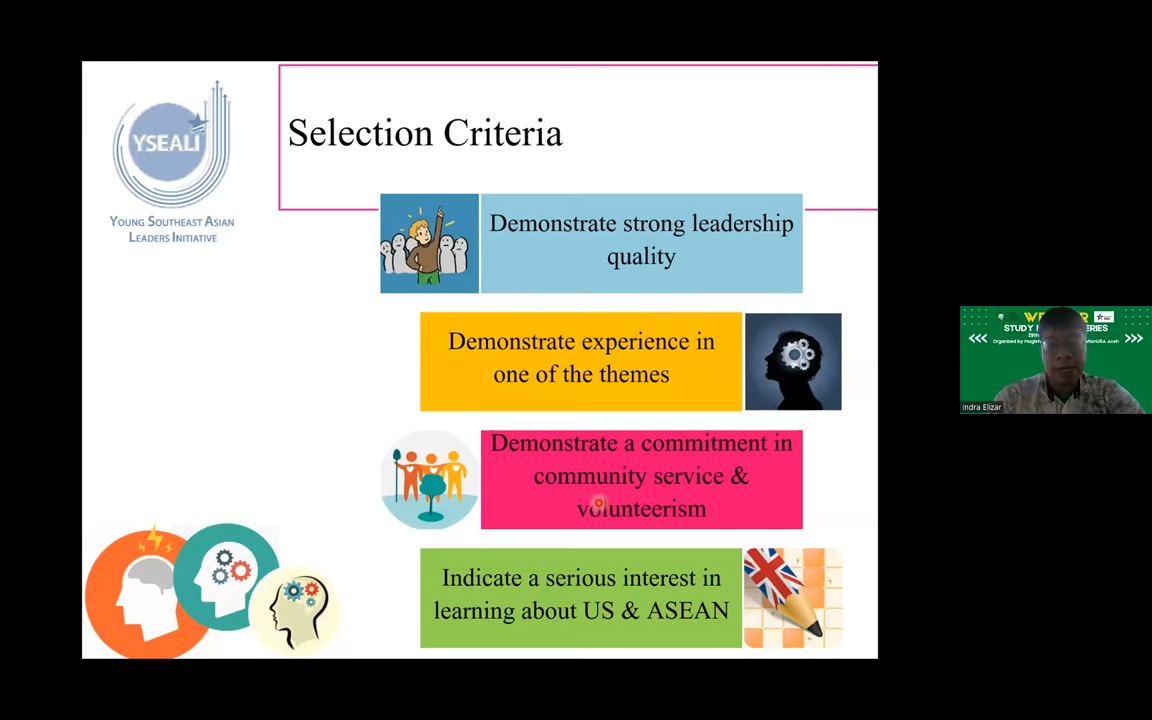 YSEALI
YOUNG SOUTHEAST ASIAN
LEADERS INITIATIVE
Selection Criteria
Demonstrate strong leadership
quality
Demonstrate experience in
one of the themes
Demonstrate a commitment in
community service &
volunteerism
Indicate a serious interest in
learning about US & ASEAN
STUDY
Indra Elizar